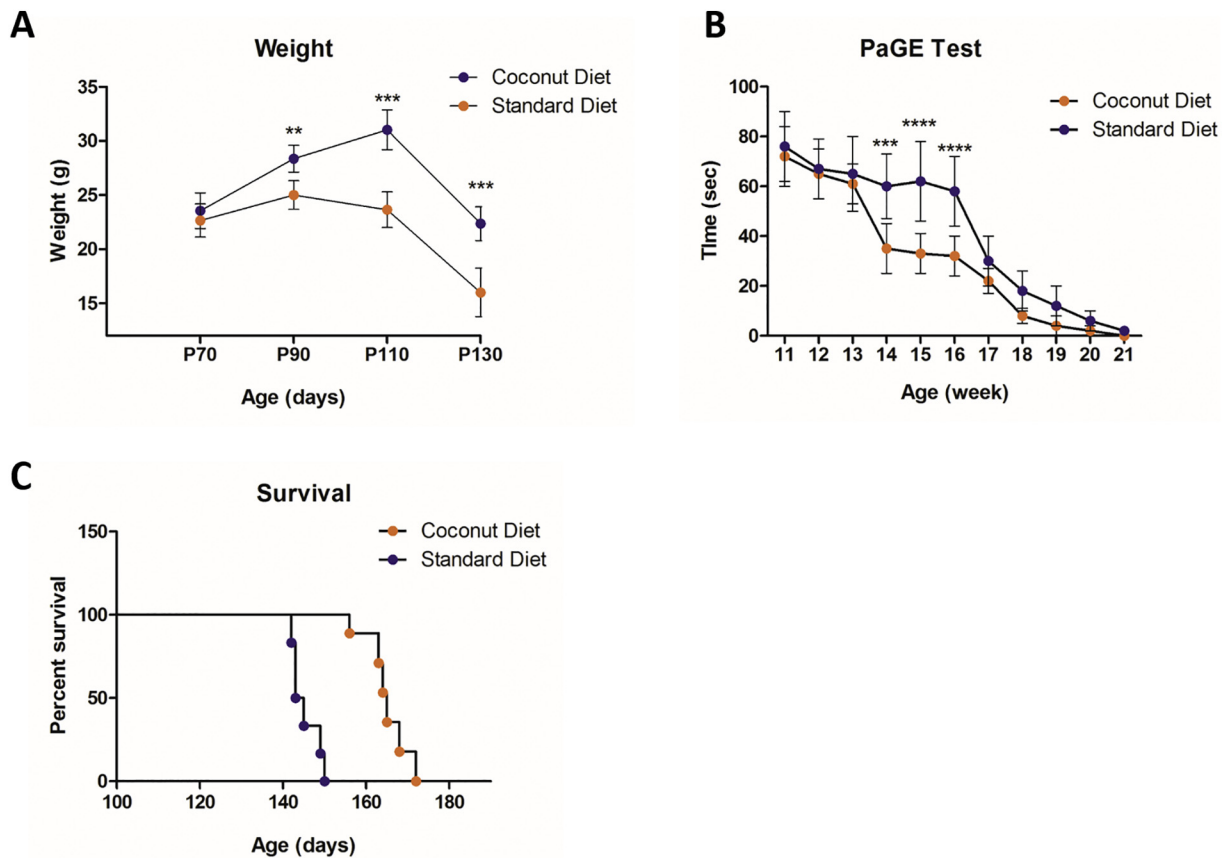 A
Weight
Coconut Diet
Standard Diet
35
30
25
20
15
Weight (g)
**
***
***
P70 P90 P110 P130
Age (days)
B
PaGE Test
Coconut Diet
Standard Diet
100
80
60
40
20
0
TIme (sec)
***
****
****
11 12 13 14 15 16 17 18 19 20 21
Age (week)
C
Survival
Coconut Diet
Standard Diet
150
100
50
0
Percent survival
100 120 140 160 180
Age (days)